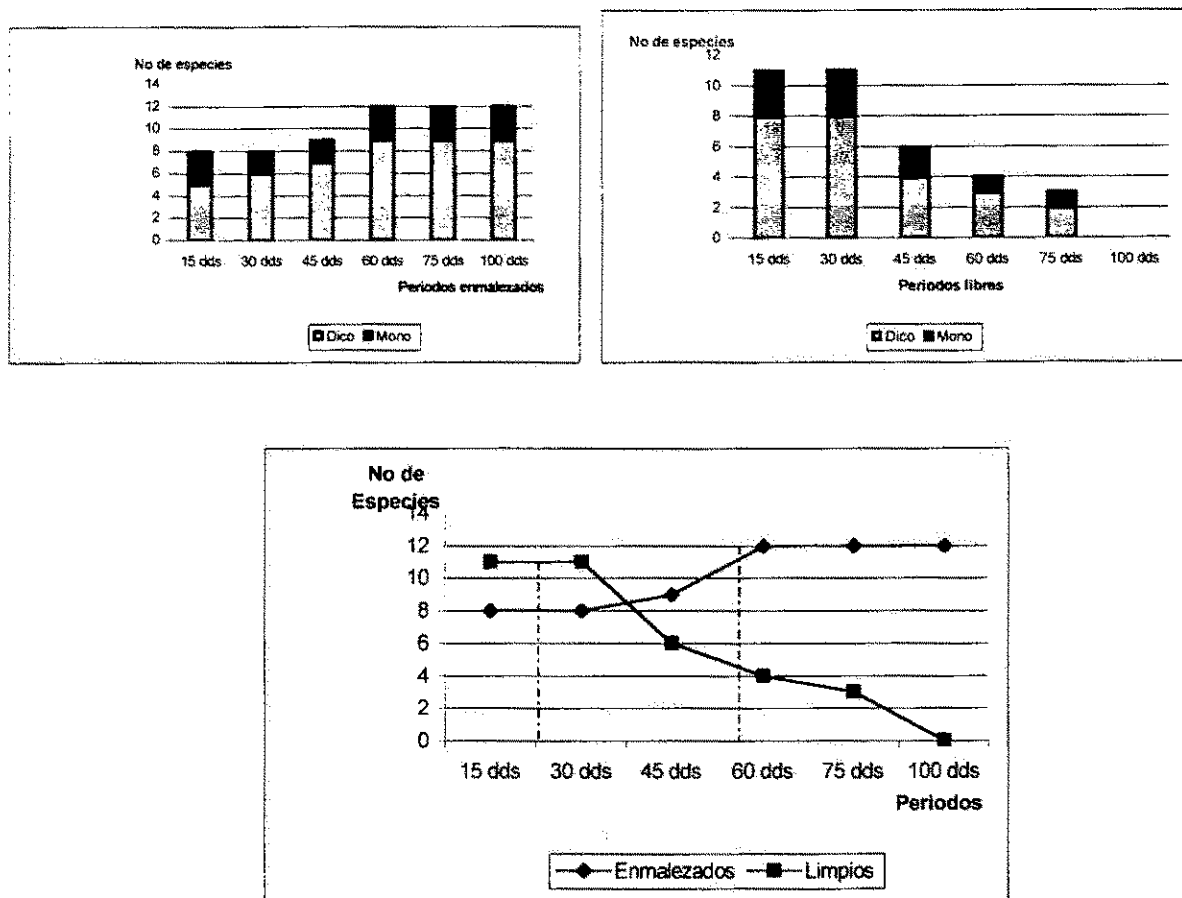 No de especies
14
12
10
8
6
4
2
0
15 dds 30 dds 45 dds 60 dds 75 dds 100 dds
Periodos enmalezados
Dico Mono
No de especies
12
10
8
6
4
2
0
15 dds 30 dds 45 dds 60 dds 75 dds 100 dds
Periodos libres
Dico Mono
No de
Especies
14
12
10
8
6
4
2
0
15 dds 30 dds 45 dds 60 dds 75 dds 100 dds
Periodos
Enmalezados Limpios